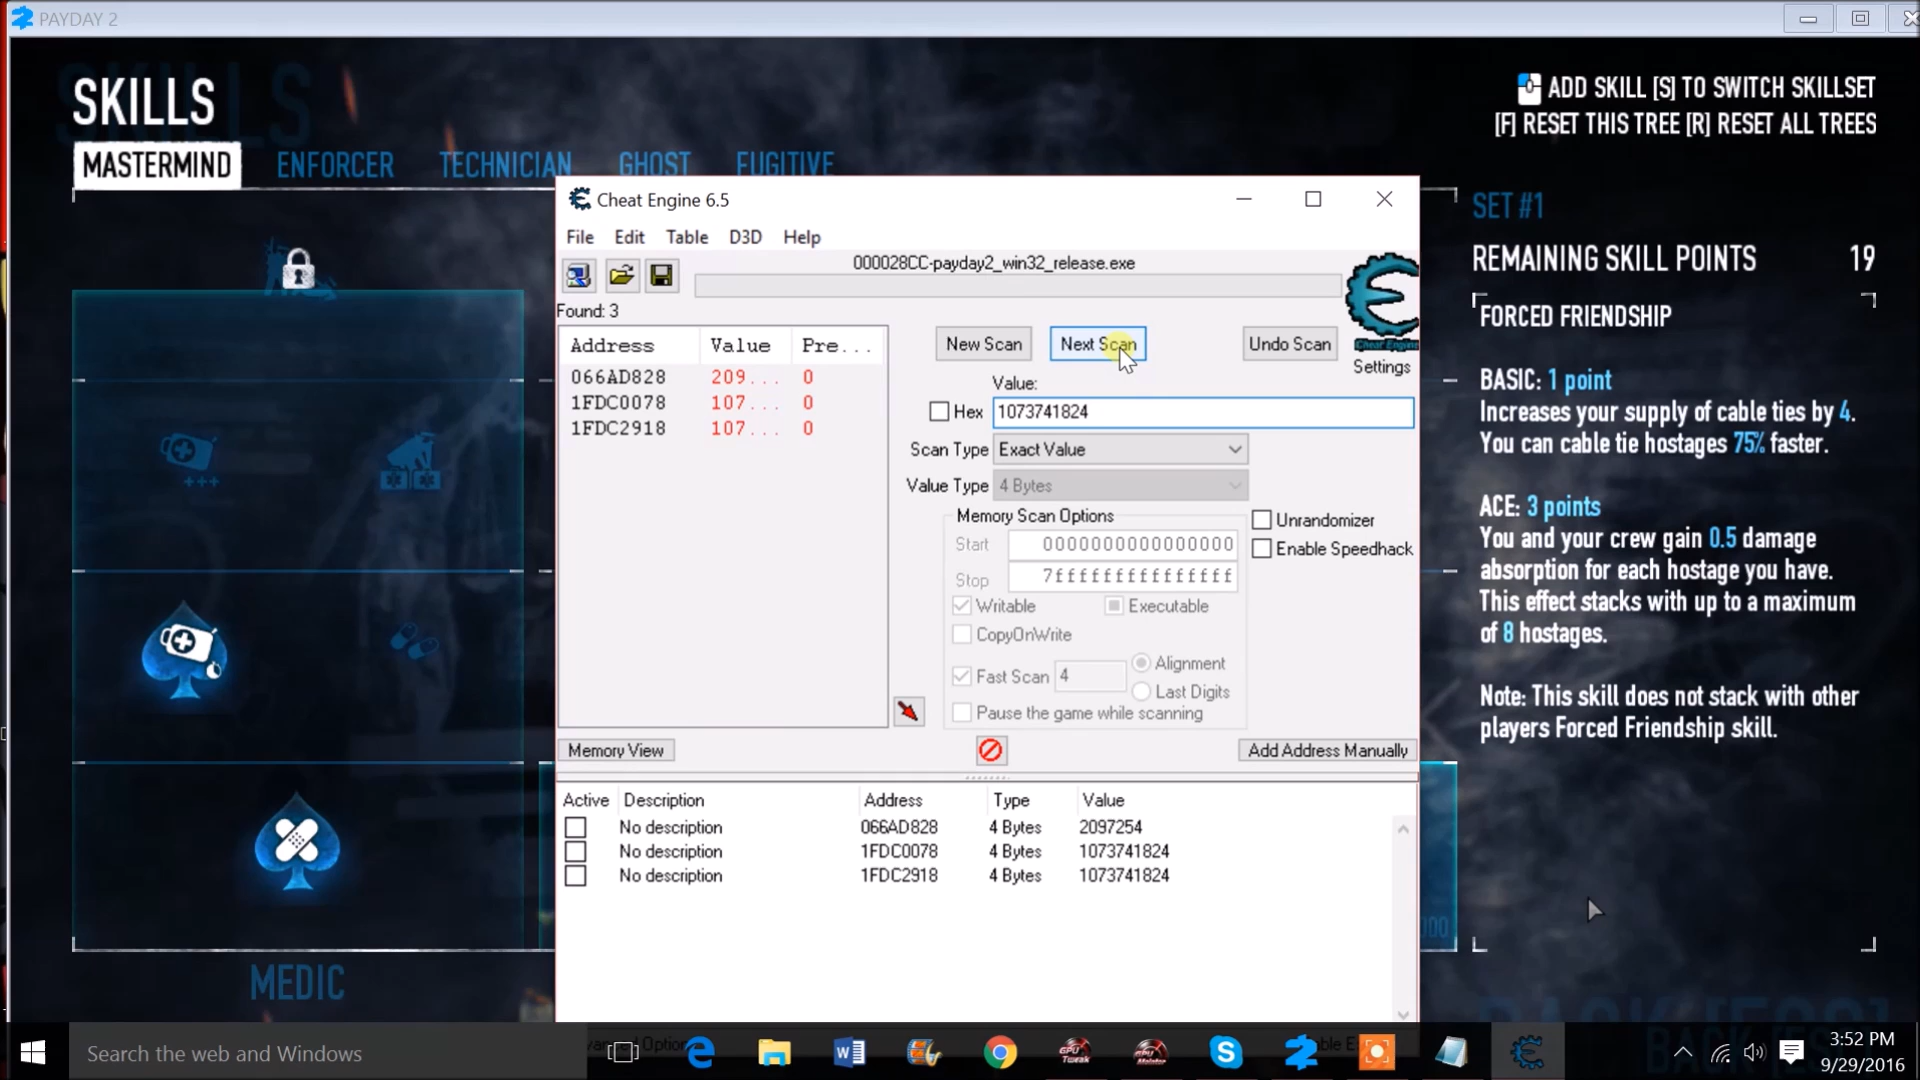 PAYDAY 2
SKILLS
ADD SKILL [S] TO SWITCH SKILLSET
[F] RESET THIS TREE [R] RESET ALL TREES
MASTERMIND ENFORCER TECHNICIAN GHOST FUGITIVE
Cheat Engine 6.5
File Edit Table D3D Help
000028CC-payday2_win32_release.exe
Found: 3
Address Value Pre...
066AD828 209... 0
1FDC0078 107... 0
1FDC2918 107... 0
New Scan Next Scan Undo Scan
Cheat Engine
Settings
Value:
Hex 1073741824
Scan Type Exact Value
Value Type 4 Bytes
Memory Scan Options
Start 0000000000000000
Stop 7fffffffffffffff
Writable Executable
CopyOnWrite
Fast Scan 4 Alignment
Last Digits
Pause the game while scanning
Unrandomizer
Enable Speedhack
Memory View Add Address Manually
Active Description Address Type Value
No description 066AD828 4 Bytes 2097254
No description 1FDC0078 4 Bytes 1073741824
No description 1FDC2918 4 Bytes 1073741824
SET #1
REMAINING SKILL POINTS 19
FORCED FRIENDSHIP
BASIC: 1 point
Increases your supply of cable ties by 4.
You can cable tie hostages 75% faster.
ACE: 3 points
You and your crew gain 0.5 damage
absorption for each hostage you have.
This effect stacks with up to a maximum
of 8 hostages.
Note: This skill does not stack with other
players Forced Friendship skill.
MEDIC
BACK [ESC]
Search the web and Windows
3:52 PM
9/29/2016